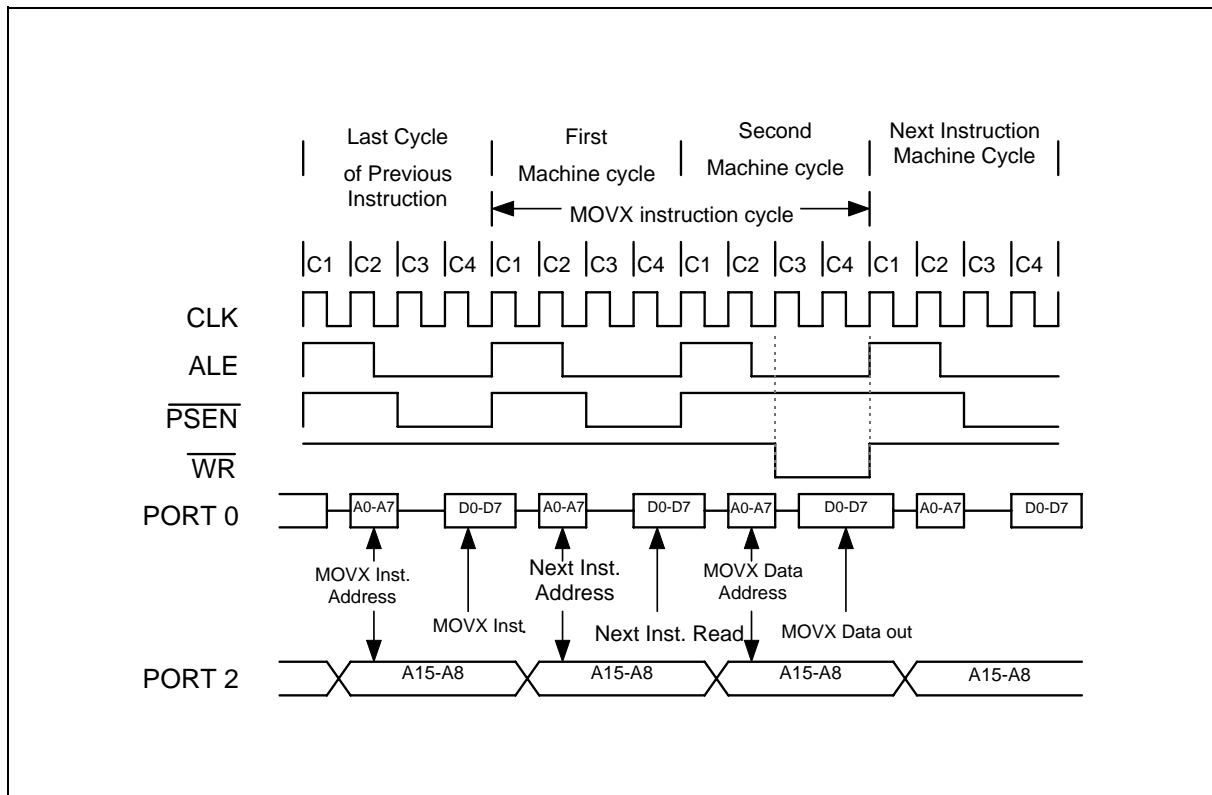 Last Cycle
of Previous
Instruction
First
Machine cycle
Second
Machine cycle
Next Instruction
Machine Cycle
MOVX instruction cycle
C1 C2 C3 C4 C1 C2 C3 C4 C1 C2 C3 C4 C1 C2 C3 C4
CLK
ALE
PSEN
WR
PORT 0
A0-A7 D0-D7 A0-A7 D0-D7 A0-A7 D0-D7 A0-A7 D0-D7
MOVX Inst.
Address
MOVX Inst.
Next Inst.
Address
Next Inst. Read
MOVX Data
Address
MOVX Data out
PORT 2
A15-A8 A15-A8 A15-A8 A15-A8